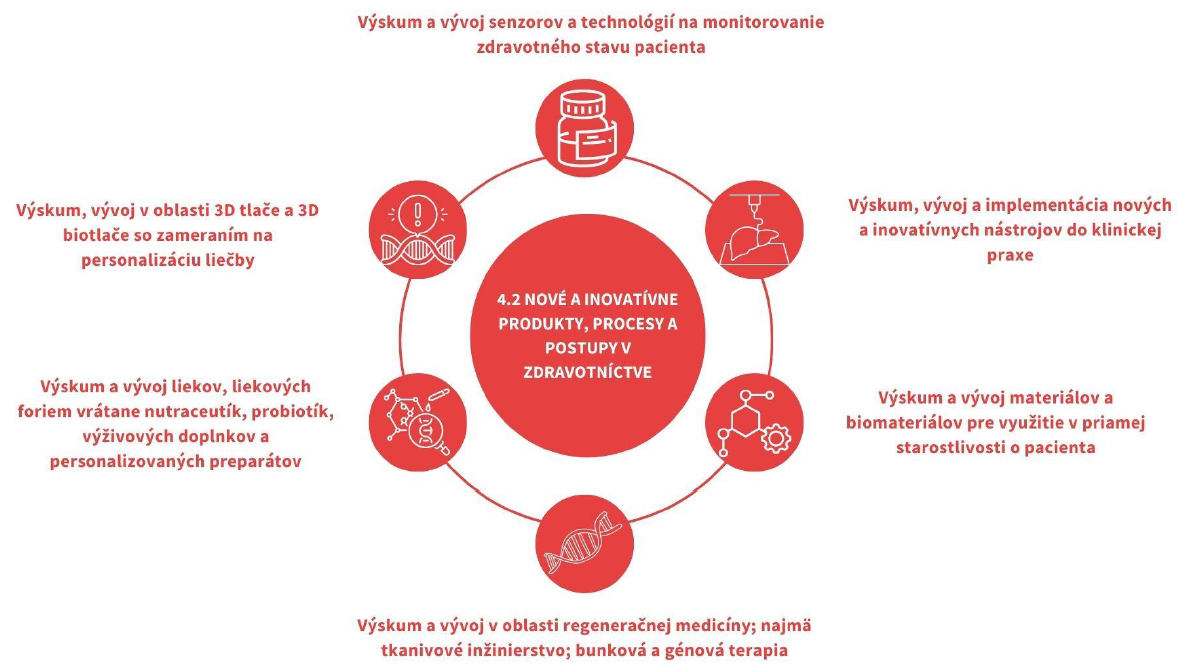 Výskum a vývoj senzorov a technológií na monitorovanie
zdravotného stavu pacienta
Výskum, vývoj v oblasti 3D tlače a 3D
biotlače so zameraním na
personalizáciu liečby
Výskum, vývoj a implementácia nových
a inovatívnych nástrojov do klinickej
praxe
4.2 NOVÉ A INOVATÍVNE
PRODUKTY, PROCESY A
POSTUPY V
ZDRAVOTNÍCTVE
Výskum a vývoj liekov, liekových
foriem vrátane nutraceutík, probiotík,
výživových doplnkov a
personalizovaných preparátov
Výskum a vývoj materiálov a
biomateriálov pre využitie v priamej
starostlivosti o pacienta
Výskum a vývoj v oblasti regeneračnej medicíny; najmä
tkanivové inžinierstvo; bunková a génová terapia